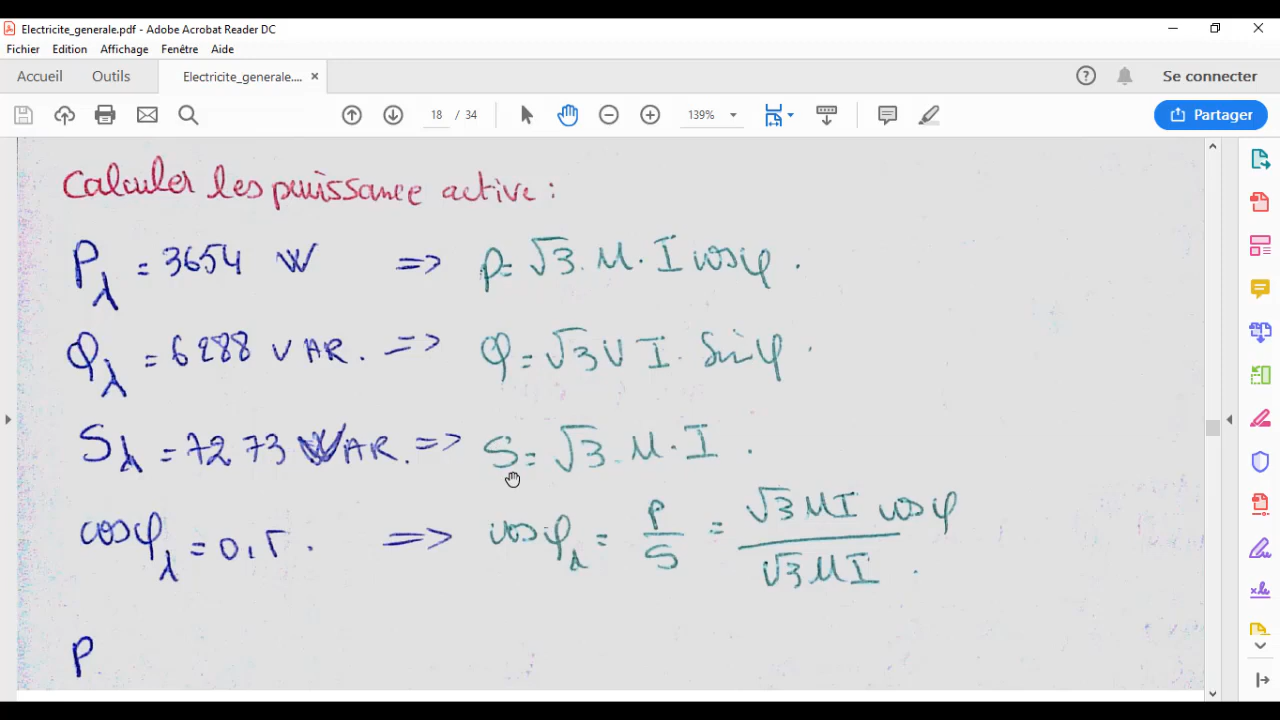 Electricite_generale.pdf - Adobe Acrobat Reader DC
Fichier Edition Affichage Fenêtre Aide
Accueil Outils Electricite_generale.... × Se connecter
18 / 34 139% Partager
Calculer les puissance active :
Pλ = 3654 W => P = √3 . U . I cosφ .
Qλ = 6288 VAR. => Q = √3 U I . Sinφ .
Sλ = 7273 VAR. => S = √3 . U . I .
cosφλ = 0,5 . => cosφλ = P/S = √3 U I cosφ / √3 U I .
P